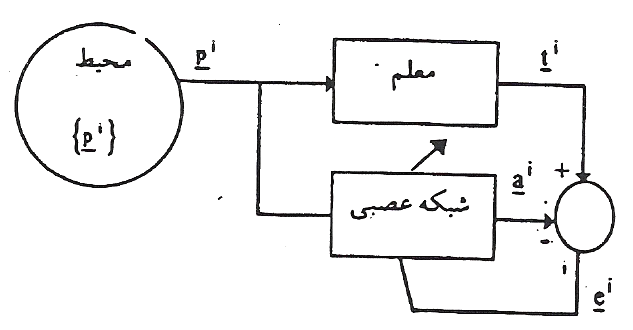 محیط
{p^i}
p^i
معلم
t^i
شبکه عصبی
a^i
+
-
e^i